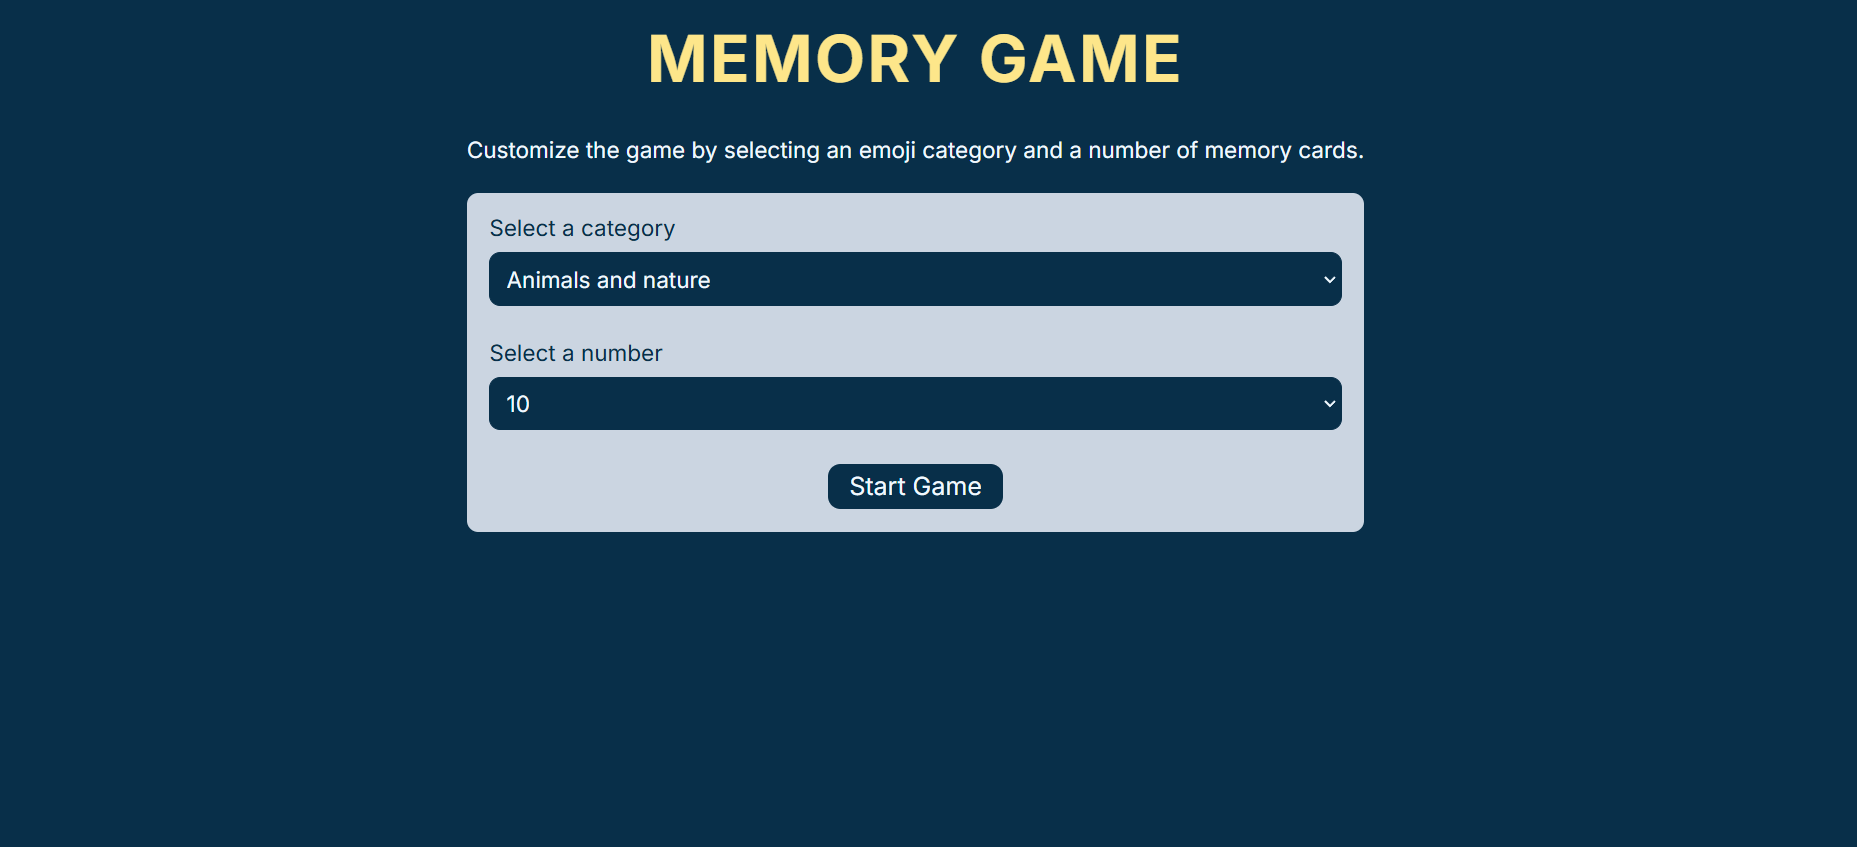 MEMORY GAME
Customize the game by selecting an emoji category and a number of memory cards.
Select a category
Animals and nature
Select a number
10
Start Game